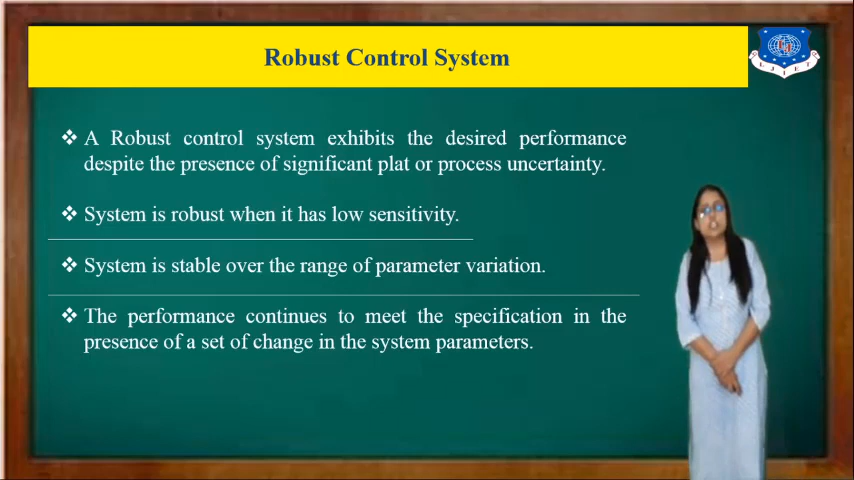 Robust Control System
❖ A Robust control system exhibits the desired performance
despite the presence of significant plat or process uncertainty.
❖ System is robust when it has low sensitivity.
❖ System is stable over the range of parameter variation.
❖ The performance continues to meet the specification in the
presence of a set of change in the system parameters.
L J I E T